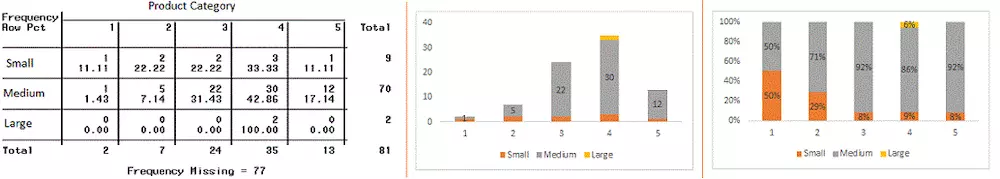 Product Category
Frequency
Row Pct 1 2 3 4 5 Total
Small 1 2 2 3 1 9
11.11 22.22 22.22 33.33 11.11
Medium 1 5 22 30 12 70
1.43 7.14 31.43 42.86 17.14
Large 0 0 0 2 0 2
0.00 0.00 0.00 100.00 0.00
Total 2 7 24 35 13 81
Frequency Missing = 77
40
30
20
10
0
1
5
22
30
12
1 2 3 4 5
Small Medium Large
100%
80%
60%
40%
20%
0%
6%
50% 71% 92% 86% 92%
50% 29% 8% 9% 8%
1 2 3 4 5
Small Medium Large